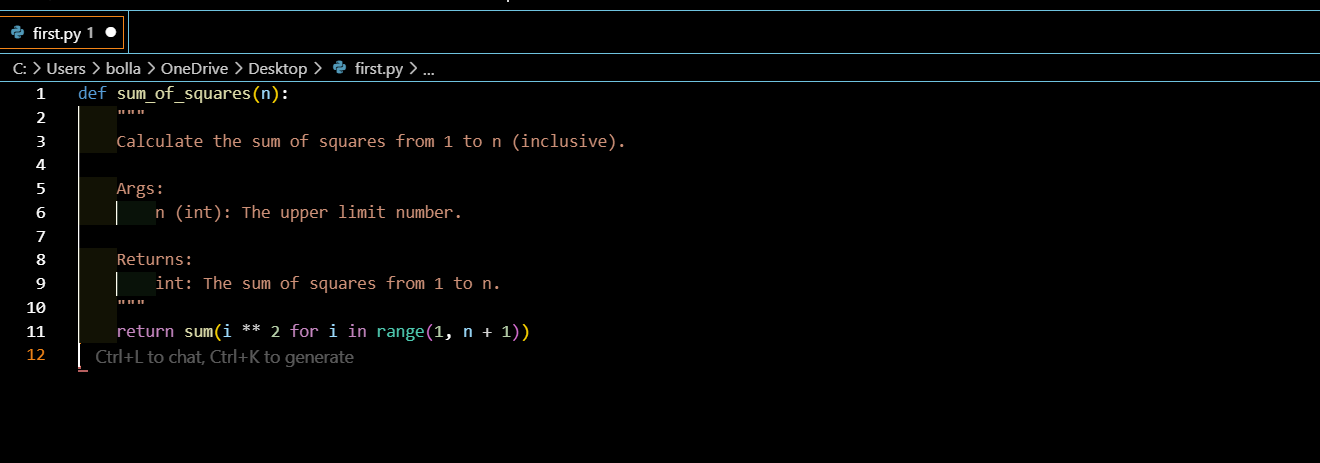 first.py 1
C: > Users > bolla > OneDrive > Desktop > first.py > ...
1 def sum_of_squares(n):
2     """
3     Calculate the sum of squares from 1 to n (inclusive).
4
5     Args:
6         n (int): The upper limit number.
7
8     Returns:
9         int: The sum of squares from 1 to n.
10     """
11     return sum(i ** 2 for i in range(1, n + 1))
12 Ctrl+L to chat, Ctrl+K to generate